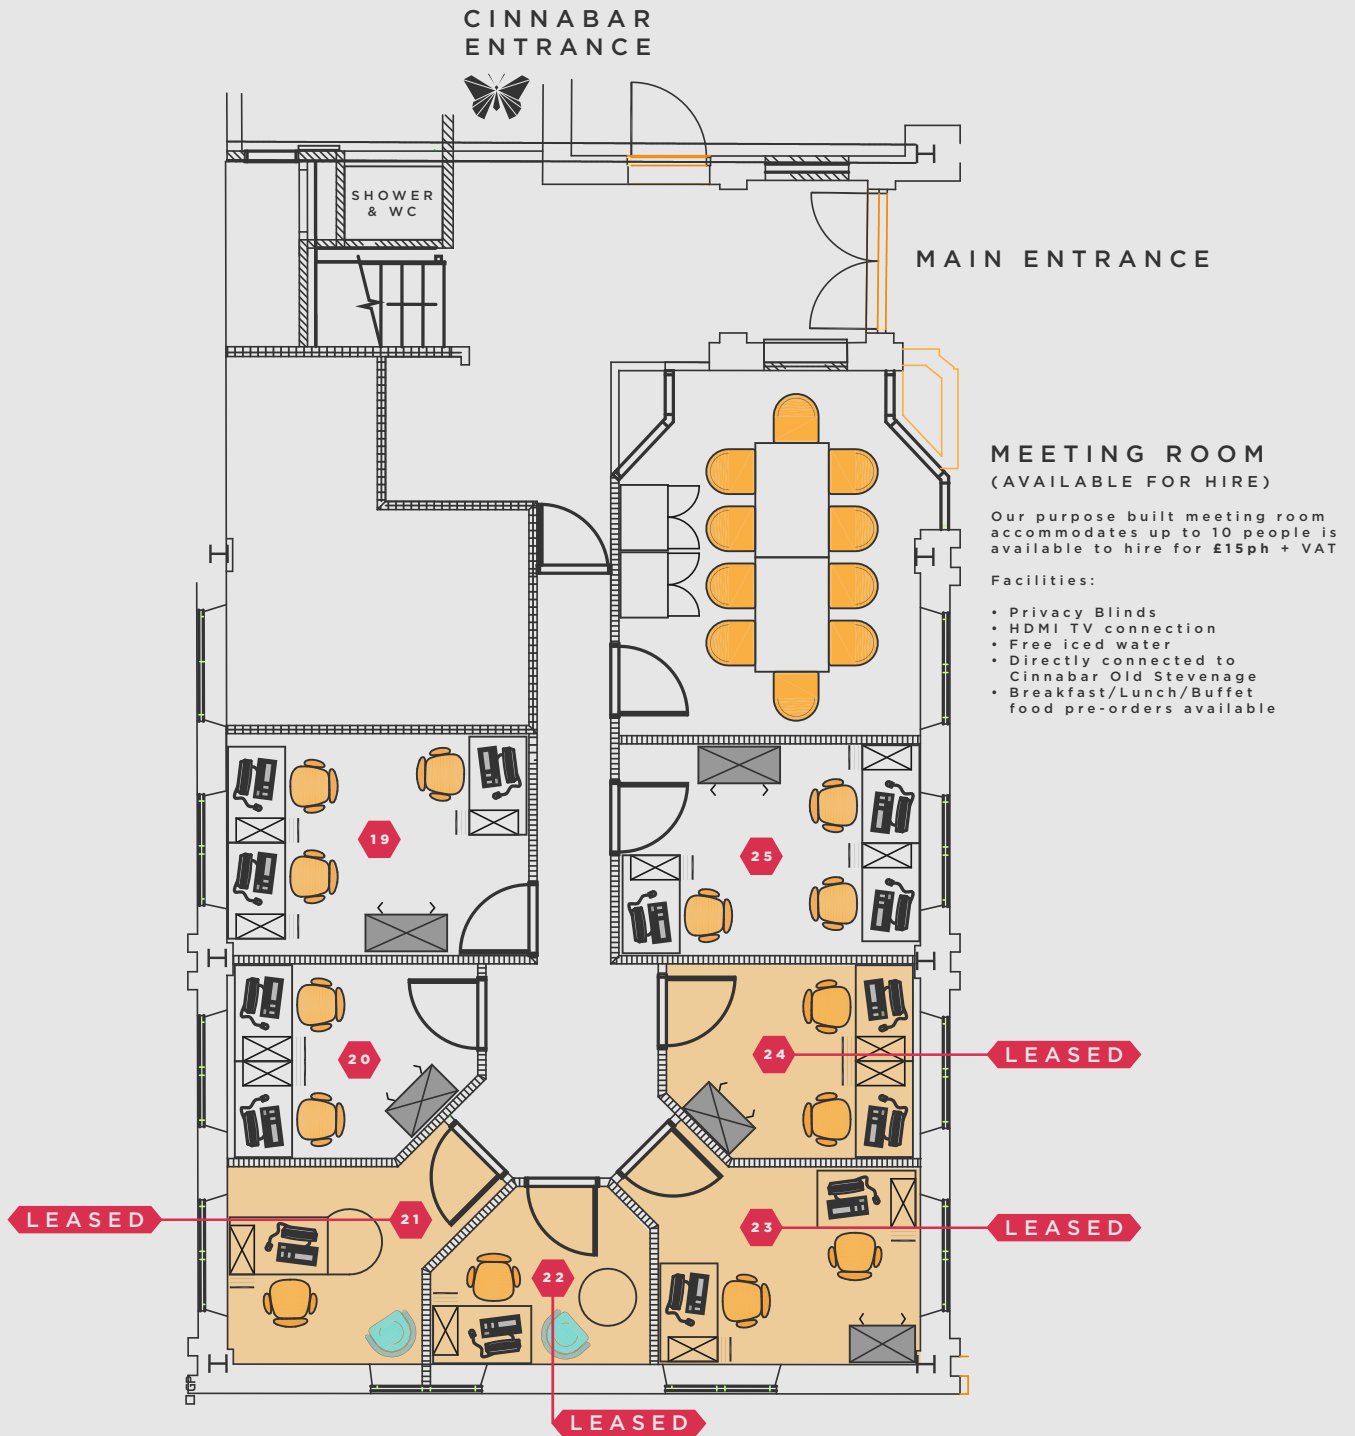 CINNABAR
ENTRANCE
SHOWER
& WC
MAIN ENTRANCE
MEETING ROOM
(AVAILABLE FOR HIRE)
Our purpose built meeting room
accommodates up to 10 people is
available to hire for £15ph + VAT
Facilities:
• Privacy Blinds
• HDMI TV connection
• Free iced water
• Directly connected to
Cinnabar Old Stevenage
• Breakfast/Lunch/Buffet
food pre-orders available
19
25
20
24
LEASED
LEASED
21
23
LEASED
22
LEASED